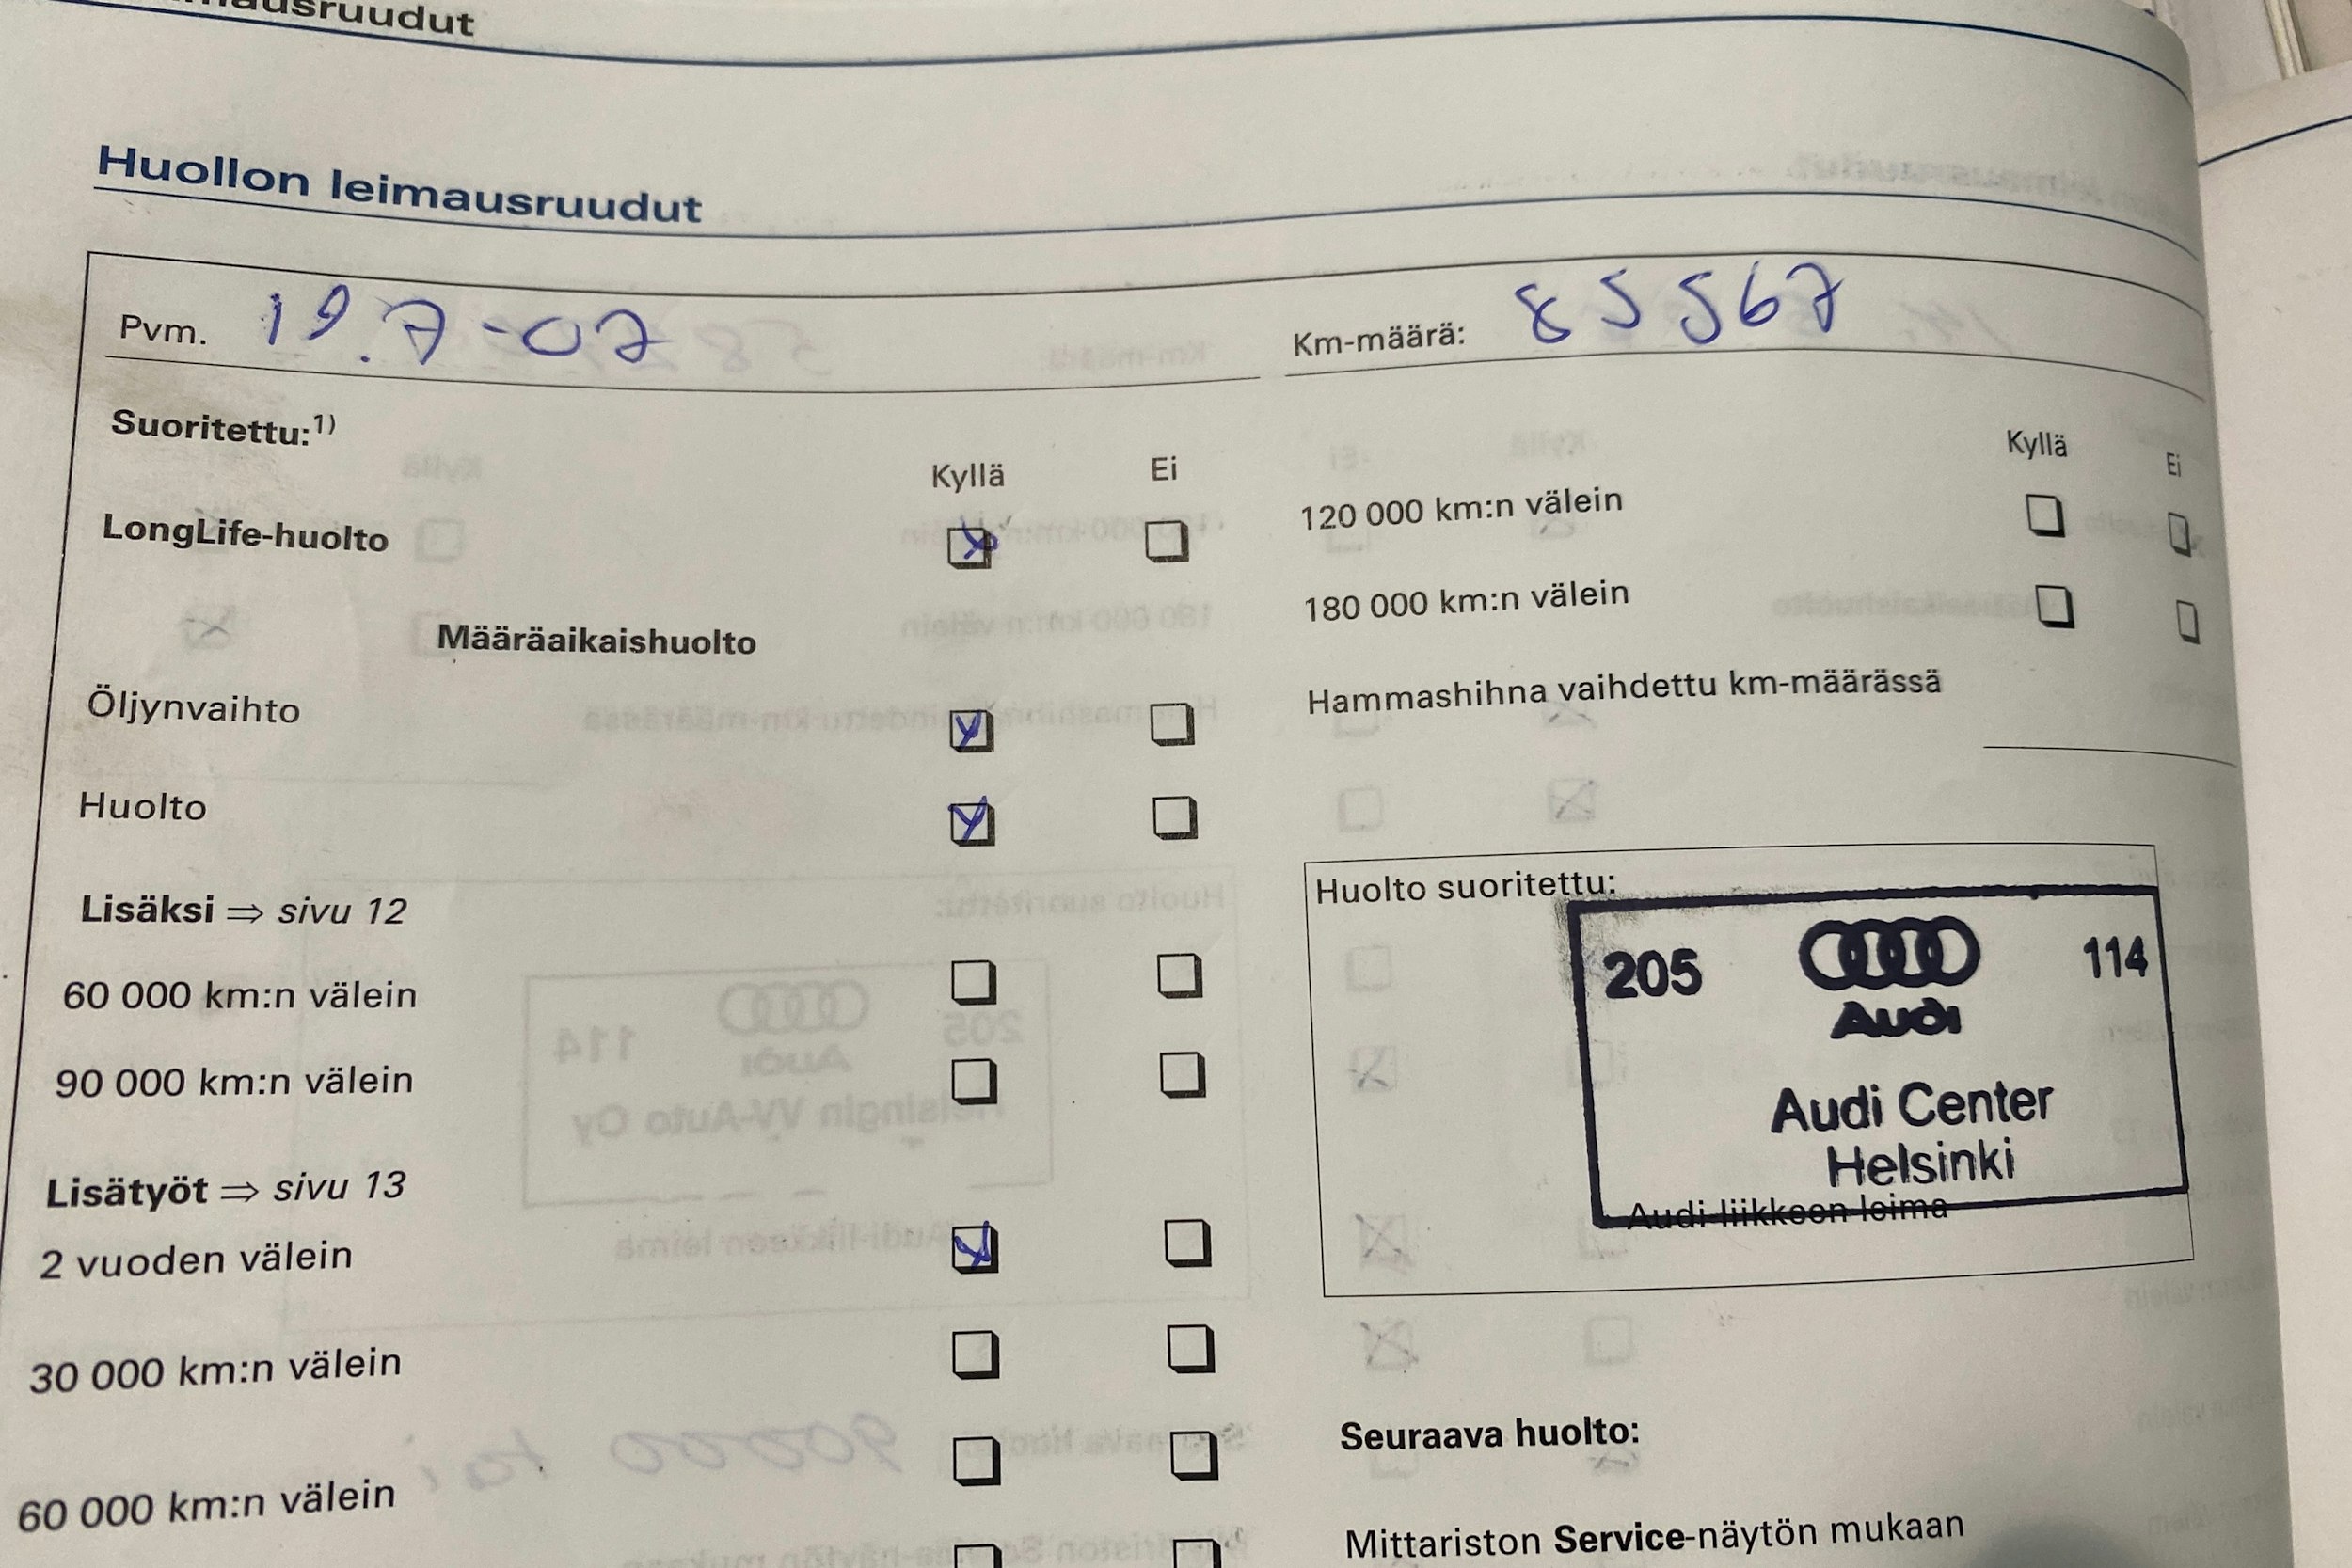 ausruudut
Huollon leimausruudut
Pvm. 19.7-07
Km-määrä: 85567
Suoritettu:1)
Kyllä Ei
LongLife-huolto
Määräaikaishuolto
Öljynvaihto
Huolto
Lisäksi ⇒ sivu 12
60 000 km:n välein
90 000 km:n välein
Lisätyöt ⇒ sivu 13
2 vuoden välein
30 000 km:n välein
60 000 km:n välein
Kyllä Ei
120 000 km:n välein
180 000 km:n välein
Hammashihna vaihdettu km-määrässä
Huolto suoritettu:
205 Audi 114
Audi Center
Helsinki
Audi-liikkeen leima
Seuraava huolto:
Mittariston Service-näytön mukaan